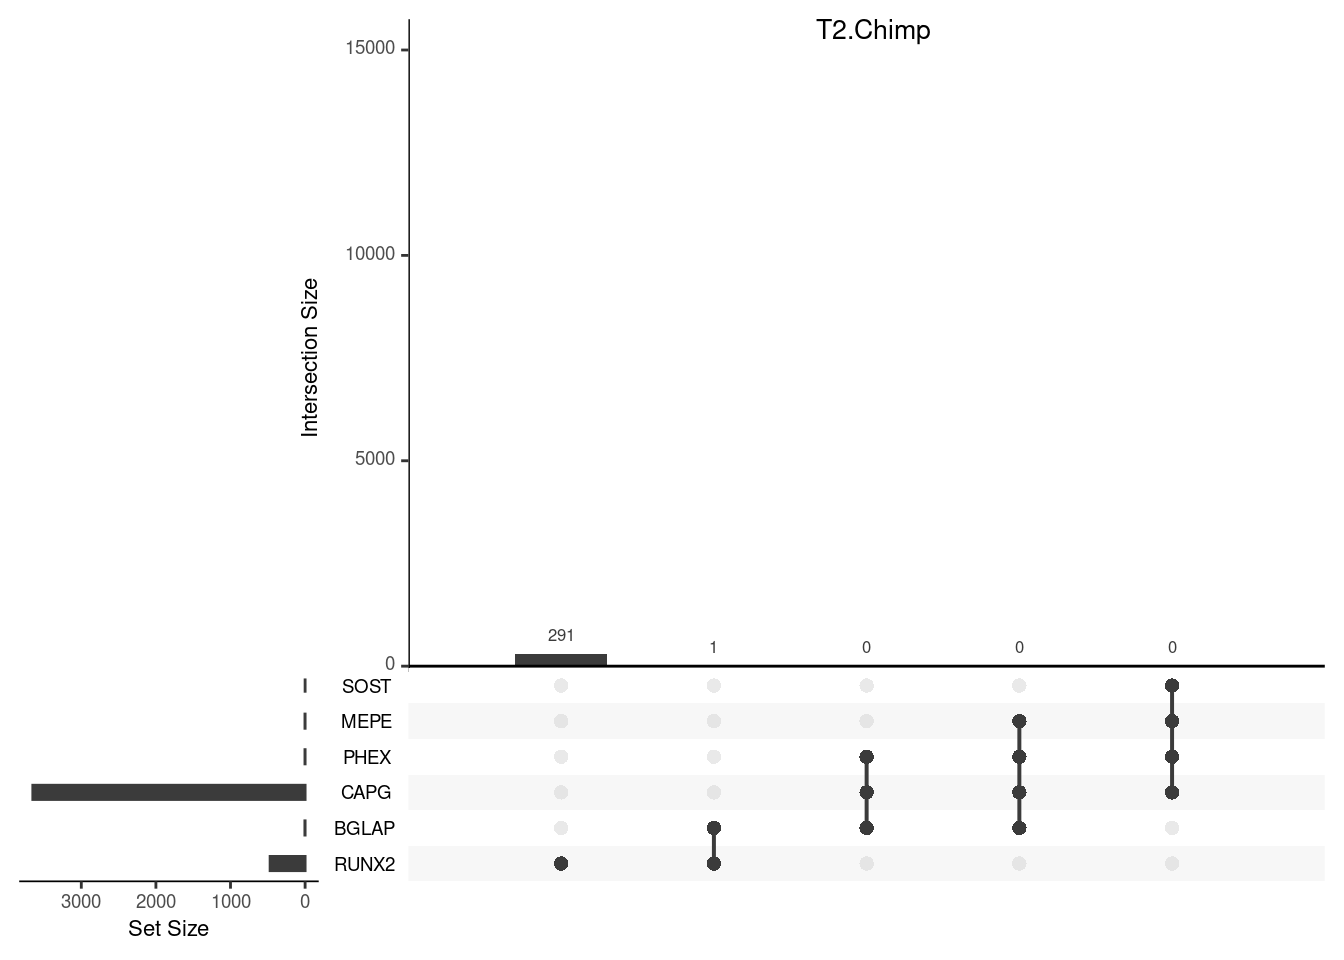 T2.Chimp
15000
10000
5000
0
Intersection Size
291
1
0
0
0
SOST
MEPE
PHEX
CAPG
BGLAP
RUNX2
3000 2000 1000 0
Set Size